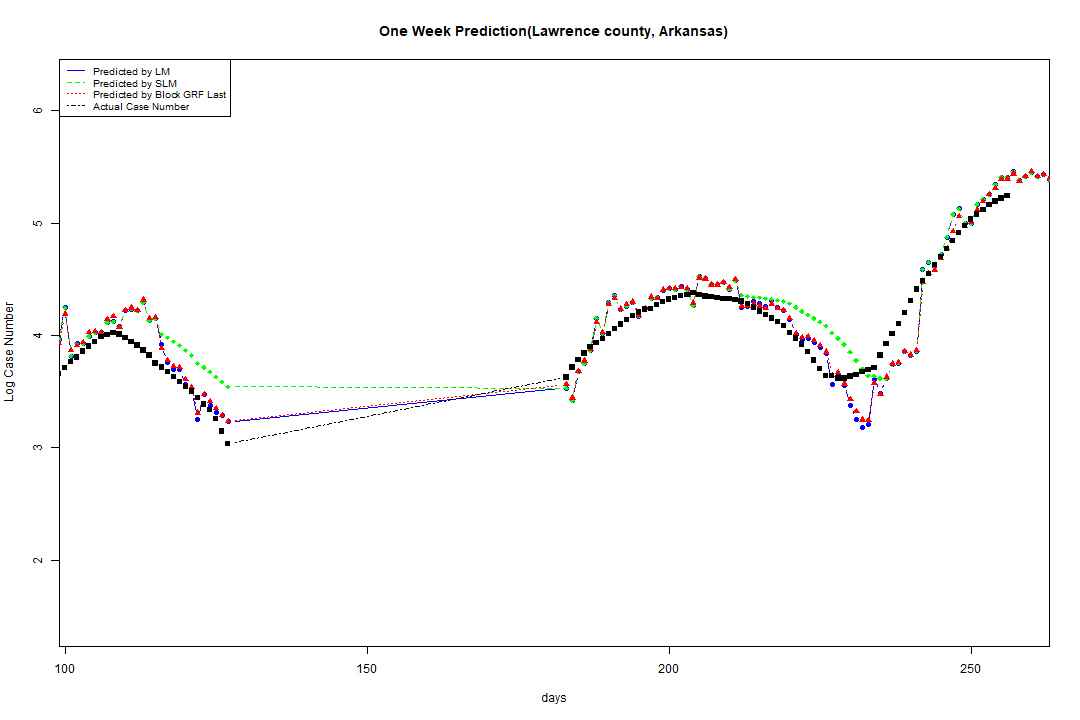 One Week Prediction(Lawrence county, Arkansas)
Predicted by LM
Predicted by SLM
Predicted by Block GRF Last
Actual Case Number
6
5
4
3
2
Log Case Number
100 150 200 250
days